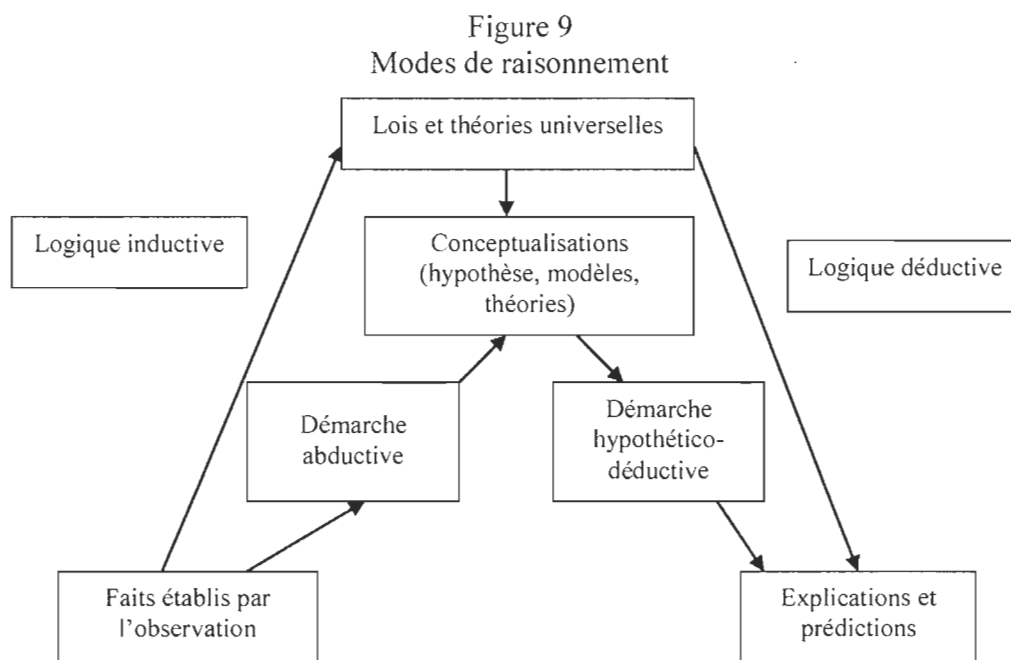 Figure 9
Modes de raisonnement
Lois et théories universelles
Logique inductive
Conceptualisations
(hypothèse, modèles,
théories)
Logique déductive
Démarche
abductive
Démarche
hypothético-
déductive
Faits établis par
l'observation
Explications et
prédictions